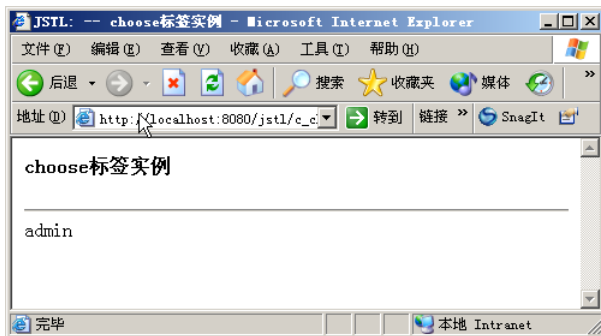 JSTL: -- choose标签实例 - Microsoft Internet Explorer
文件(F) 编辑(E) 查看(V) 收藏(A) 工具(T) 帮助(H)
后退 搜索 收藏夹 媒体 »
地址(D) http://localhost:8080/jstl/c_c 转到 链接 » SnagIt
choose标签实例
admin
完毕 本地 Intranet